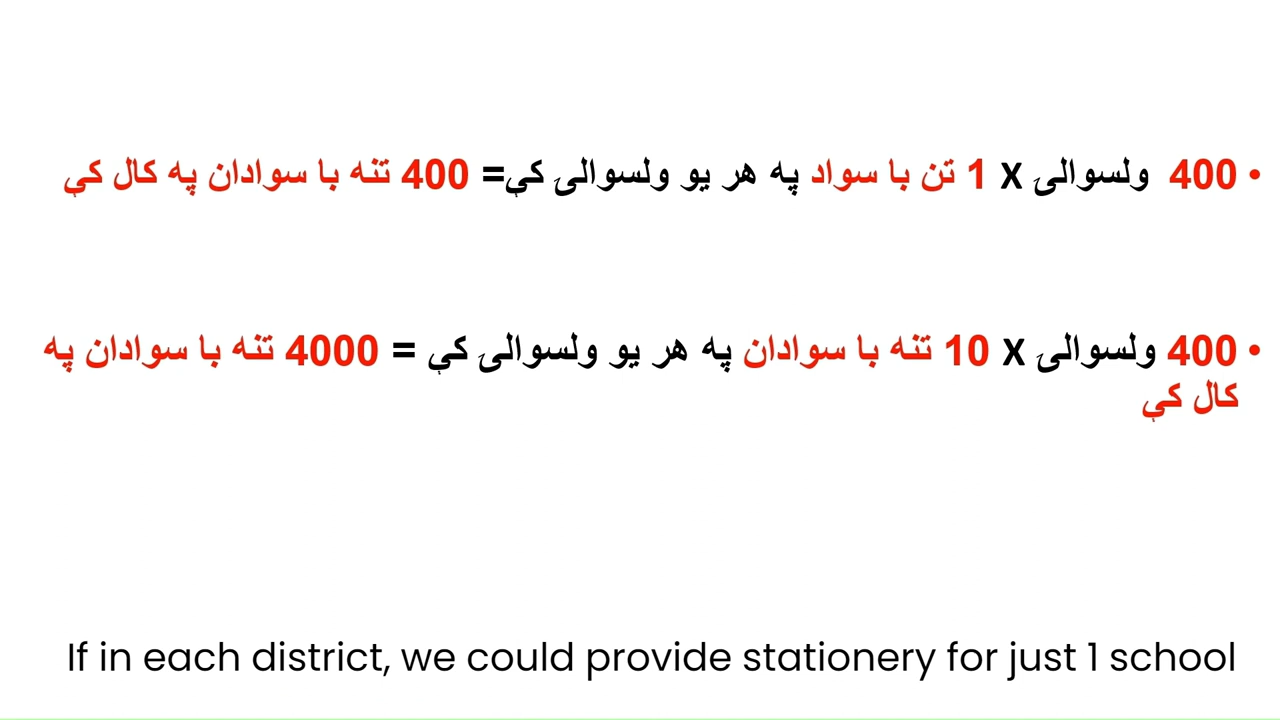 • 400 ولسوالۍ x 1 تن با سواد په هر یو ولسوالۍ کې= 400 تنه با سوادان په کال کې
• 400 ولسوالۍ x 10 تنه با سوادان په هر یو ولسوالۍ کې = 4000 تنه با سوادان په
کال کې
If in each district, we could provide stationery for just 1 school